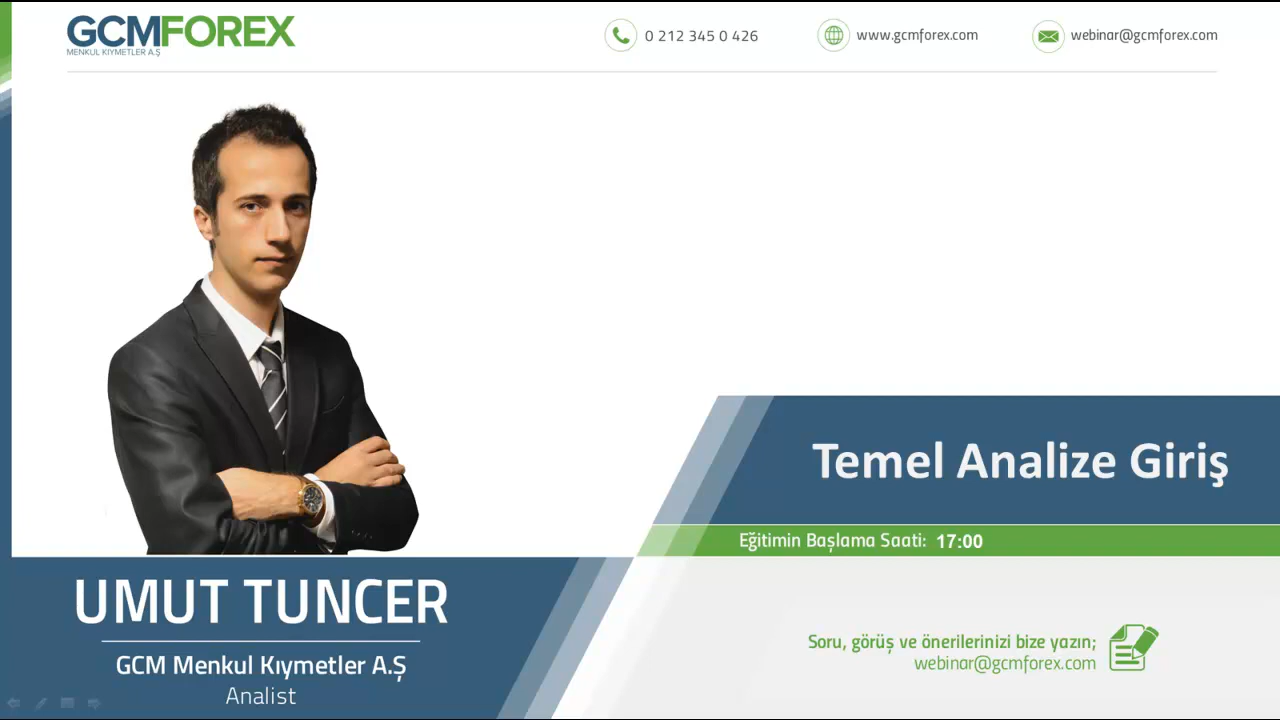 GCMFOREX
MENKUL KIYMETLER A.Ş
0 212 345 0 426
www.gcmforex.com
webinar@gcmforex.com
Temel Analize Giriş
Eğitimin Başlama Saati: 17:00
UMUT TUNCER
GCM Menkul Kıymetler A.Ş
Analist
Soru, görüş ve önerilerinizi bize yazın;
webinar@gcmforex.com